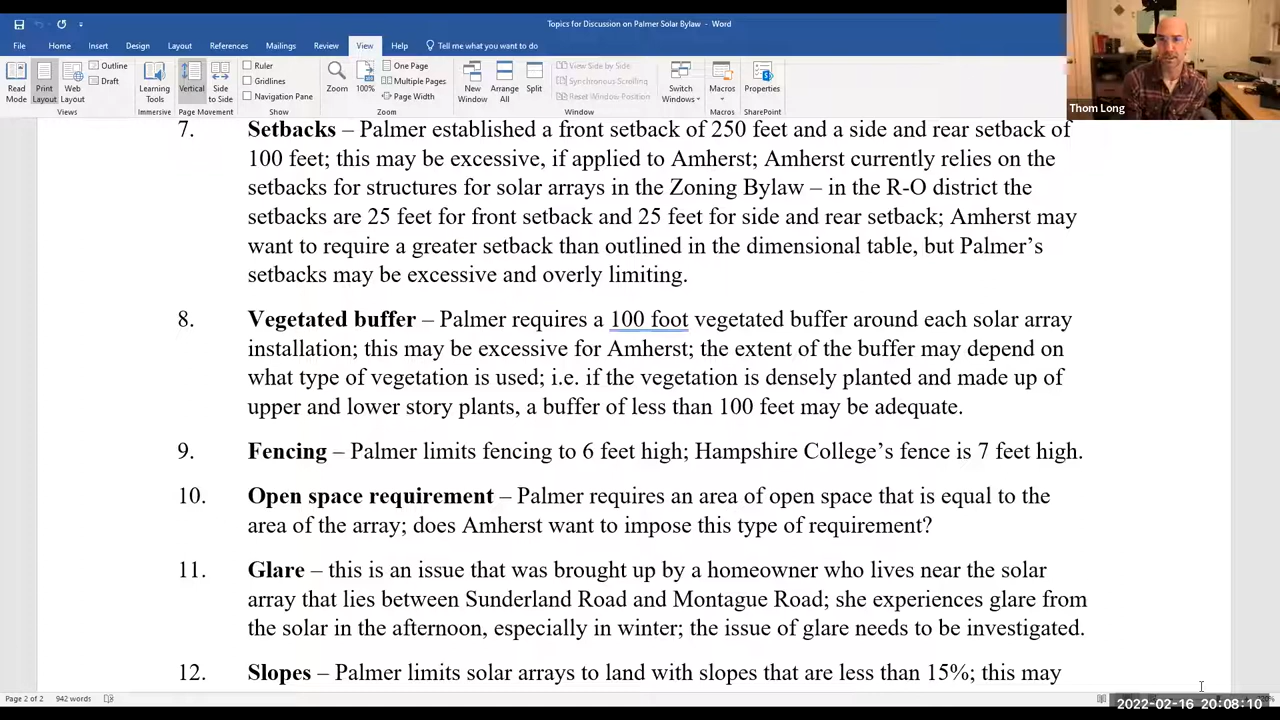 Topics for Discussion on Palmer Solar Bylaw - Word
File Home Insert Design Layout References Mailings Review View Help Tell me what you want to do
Read Mode
Print Layout
Web Layout
Outline
Draft
Views
Learning Tools
Immersive
Vertical
Side to Side
Page Movement
Ruler
Gridlines
Navigation Pane
Show
Zoom
100%
One Page
Multiple Pages
Page Width
Zoom
New Window
Arrange All
Split
View Side by Side
Synchronous Scrolling
Reset Window Position
Window
Switch Windows
Macros
Macros
Properties
SharePoint
Thom Long
7. Setbacks – Palmer established a front setback of 250 feet and a side and rear setback of
100 feet; this may be excessive, if applied to Amherst; Amherst currently relies on the
setbacks for structures for solar arrays in the Zoning Bylaw – in the R-O district the
setbacks are 25 feet for front setback and 25 feet for side and rear setback; Amherst may
want to require a greater setback than outlined in the dimensional table, but Palmer’s
setbacks may be excessive and overly limiting.
8. Vegetated buffer – Palmer requires a 100 foot vegetated buffer around each solar array
installation; this may be excessive for Amherst; the extent of the buffer may depend on
what type of vegetation is used; i.e. if the vegetation is densely planted and made up of
upper and lower story plants, a buffer of less than 100 feet may be adequate.
9. Fencing – Palmer limits fencing to 6 feet high; Hampshire College’s fence is 7 feet high.
10. Open space requirement – Palmer requires an area of open space that is equal to the
area of the array; does Amherst want to impose this type of requirement?
11. Glare – this is an issue that was brought up by a homeowner who lives near the solar
array that lies between Sunderland Road and Montague Road; she experiences glare from
the solar in the afternoon, especially in winter; the issue of glare needs to be investigated.
12. Slopes – Palmer limits solar arrays to land with slopes that are less than 15%; this may
Page 2 of 2 942 words
2022-02-16 20:08:10